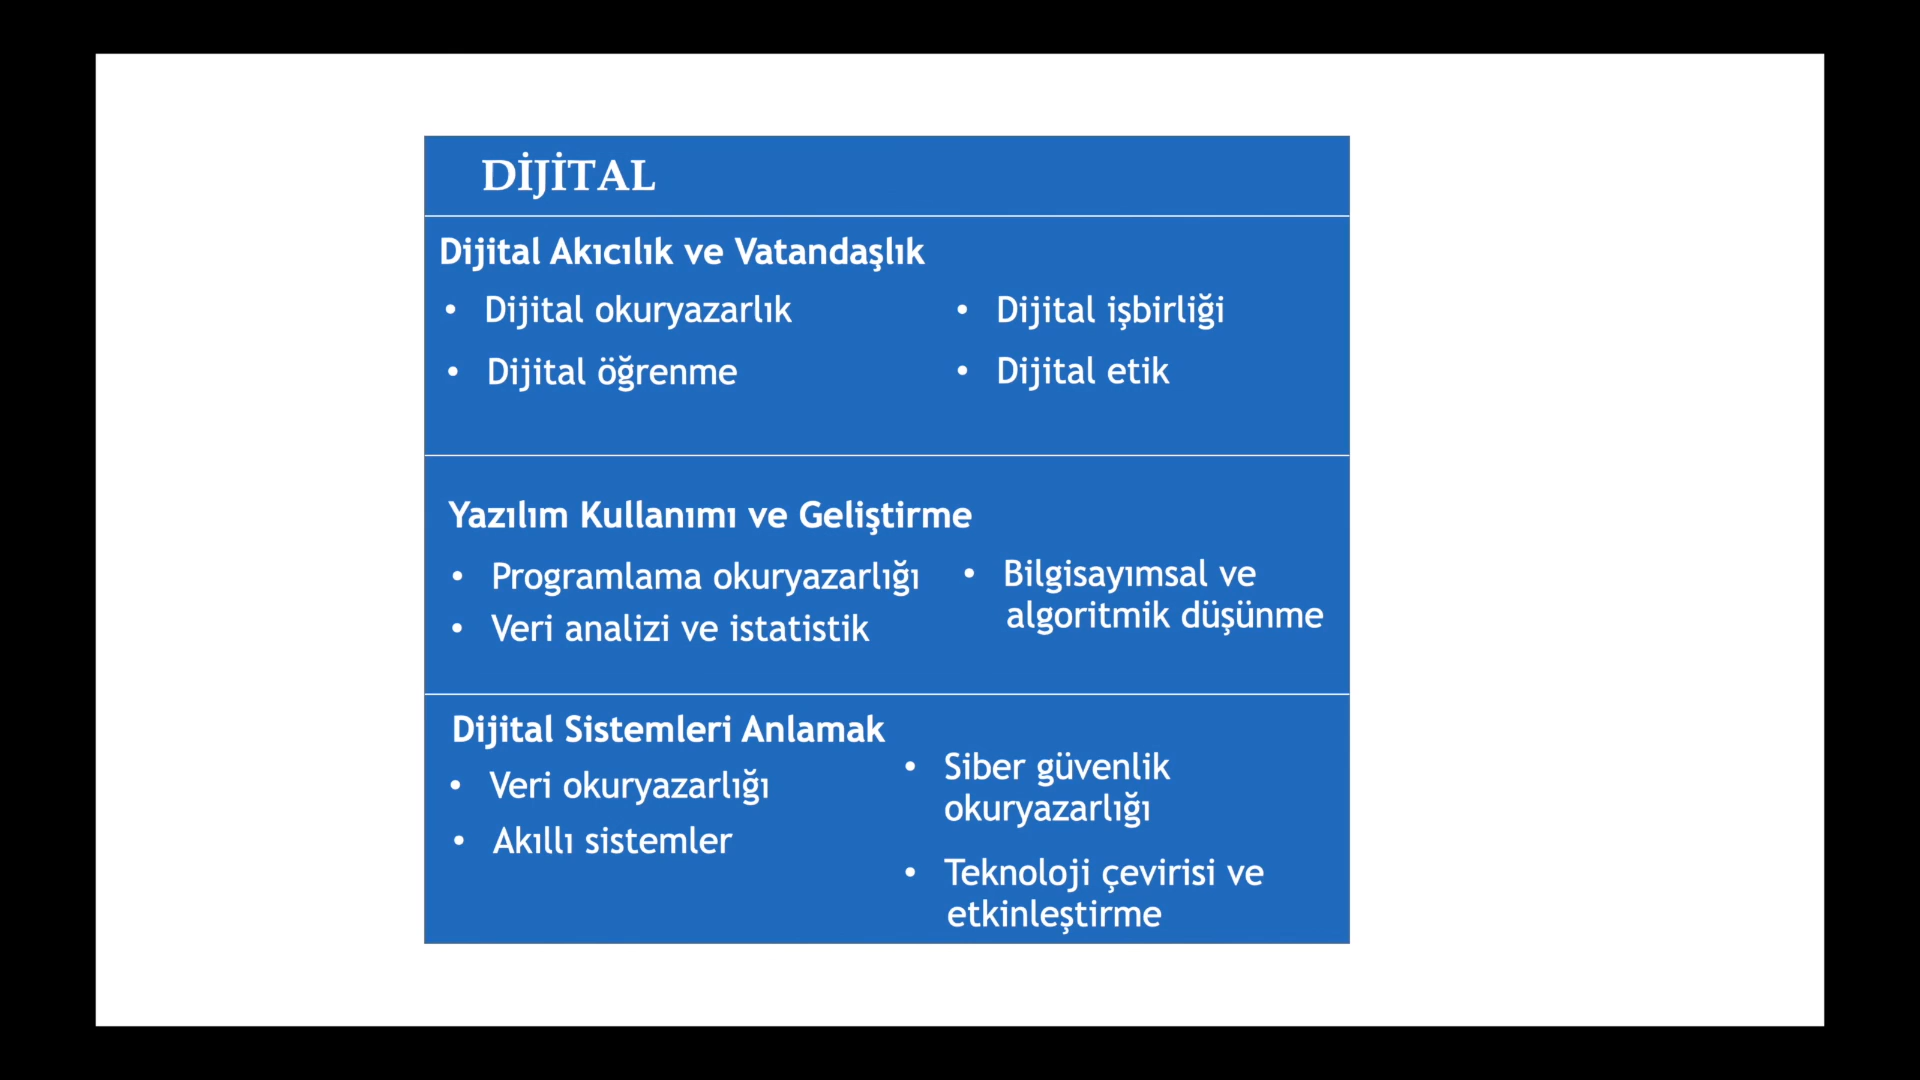 DİJİTAL
Dijital Akıcılık ve Vatandaşlık
• Dijital okuryazarlık
• Dijital öğrenme
• Dijital işbirliği
• Dijital etik
Yazılım Kullanımı ve Geliştirme
• Programlama okuryazarlığı
• Veri analizi ve istatistik
• Bilgisayımsal ve
algoritmik düşünme
Dijital Sistemleri Anlamak
• Veri okuryazarlığı
• Akıllı sistemler
• Siber güvenlik
okuryazarlığı
• Teknoloji çevirisi ve
etkinleştirme